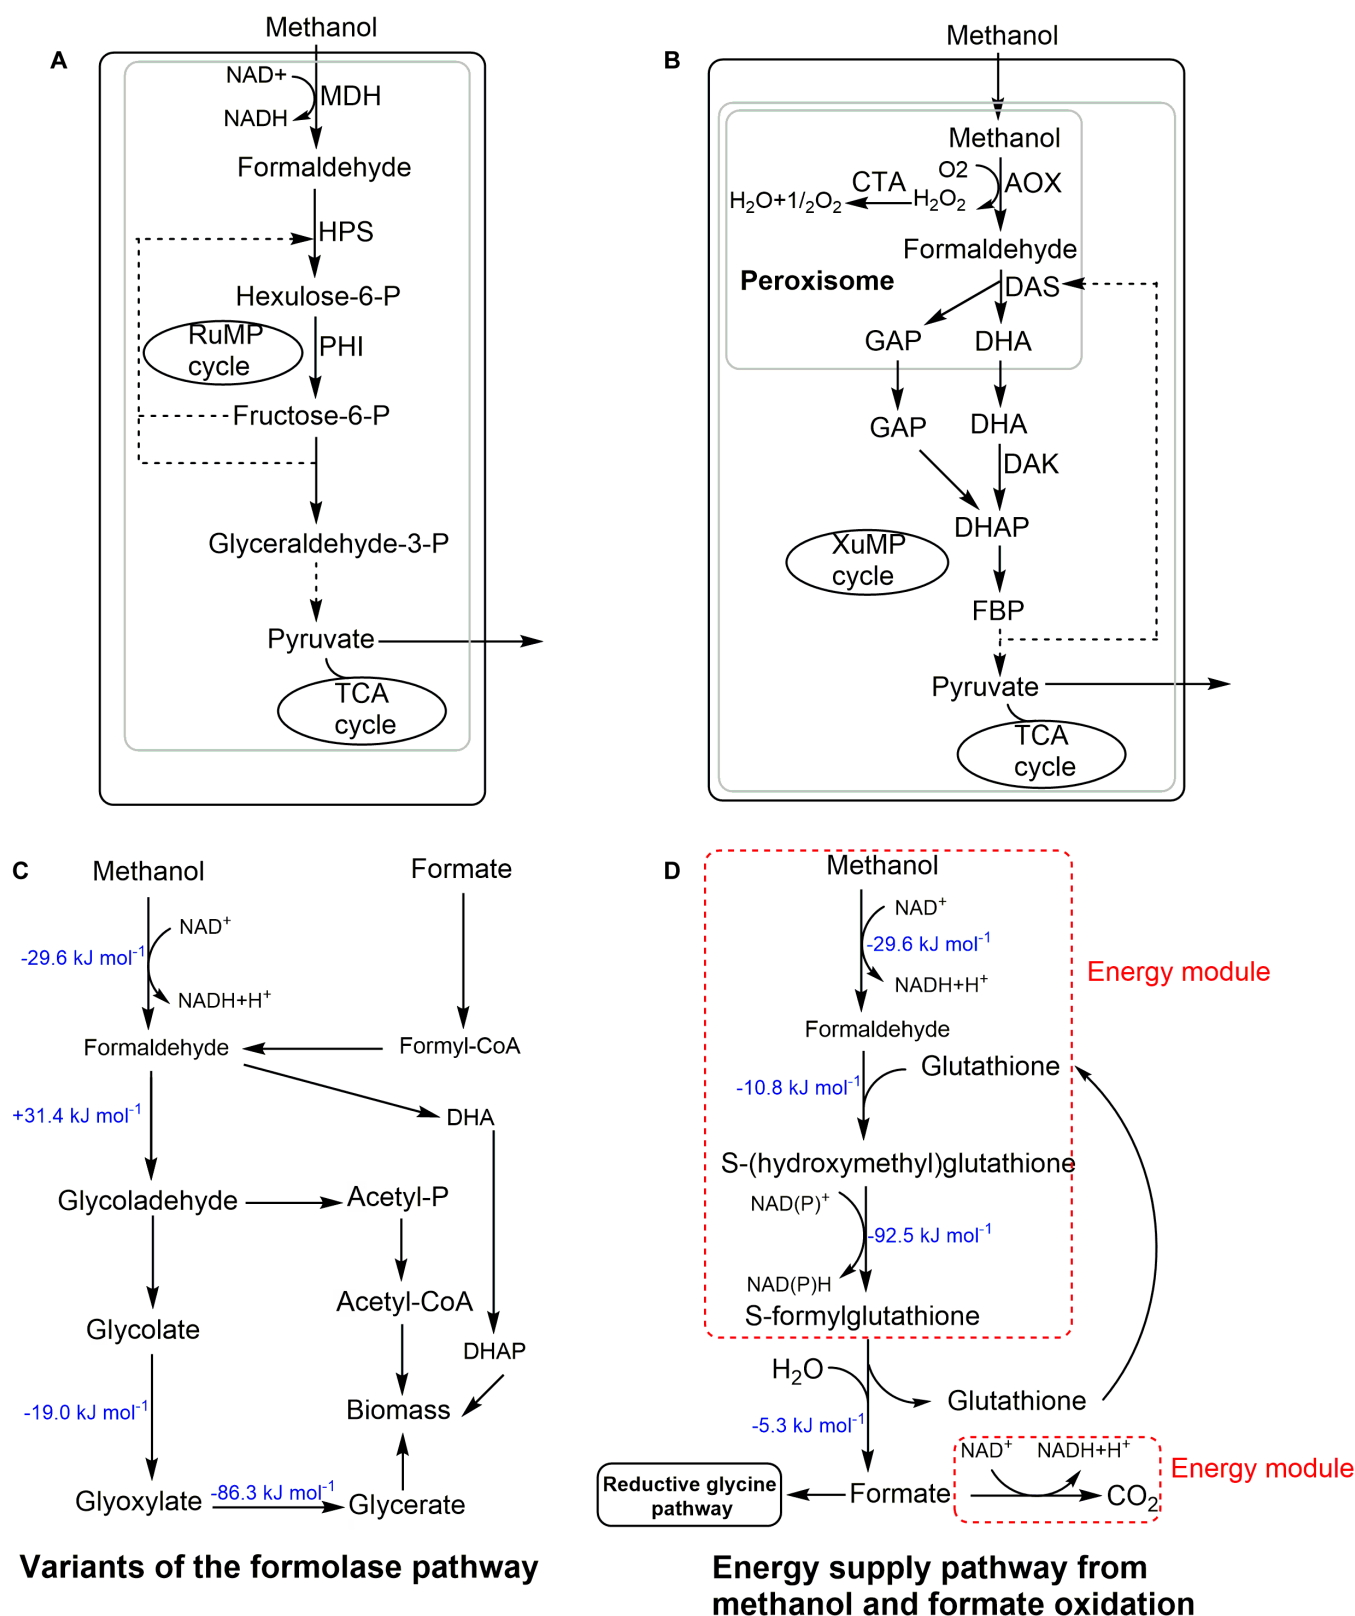 A
Methanol
NAD+
MDH
NADH
Formaldehyde
HPS
Hexulose-6-P
RuMP
cycle
PHI
Fructose-6-P
Glyceraldehyde-3-P
Pyruvate
TCA
cycle
B
Methanol
Methanol
O2
CTA
AOX
H₂O+1/₂O₂
H₂O₂
Formaldehyde
Peroxisome
DAS
GAP
DHA
GAP
DHA
DAK
DHAP
XuMP
cycle
FBP
Pyruvate
TCA
cycle
C
Methanol
Formate
NAD⁺
-29.6 kJ mol⁻¹
NADH+H⁺
Formaldehyde
Formyl-CoA
+31.4 kJ mol⁻¹
DHA
Glycoladehyde
Acetyl-P
Acetyl-CoA
Glycolate
DHAP
-19.0 kJ mol⁻¹
Biomass
Glyoxylate
-86.3 kJ mol⁻¹
Glycerate
Variants of the formolase pathway
D
Methanol
NAD⁺
-29.6 kJ mol⁻¹
Energy module
NADH+H⁺
Formaldehyde
Glutathione
-10.8 kJ mol⁻¹
S-(hydroxymethyl)glutathione
NAD(P)⁺
-92.5 kJ mol⁻¹
NAD(P)H
S-formylglutathione
H₂O
Glutathione
-5.3 kJ mol⁻¹
NAD⁺
NADH+H⁺
Energy module
Reductive glycine
pathway
Formate
CO₂
Energy supply pathway from
methanol and formate oxidation